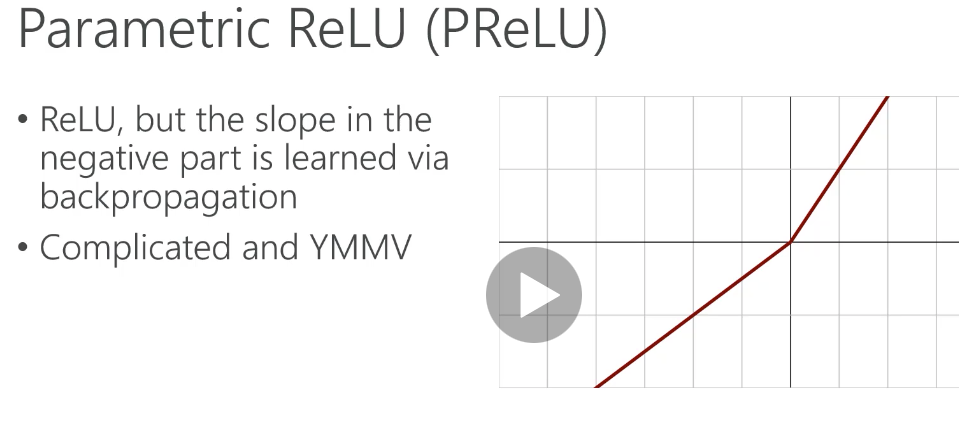 Parametric ReLU (PReLU)
• ReLU, but the slope in the
negative part is learned via
backpropagation
• Complicated and YMMV